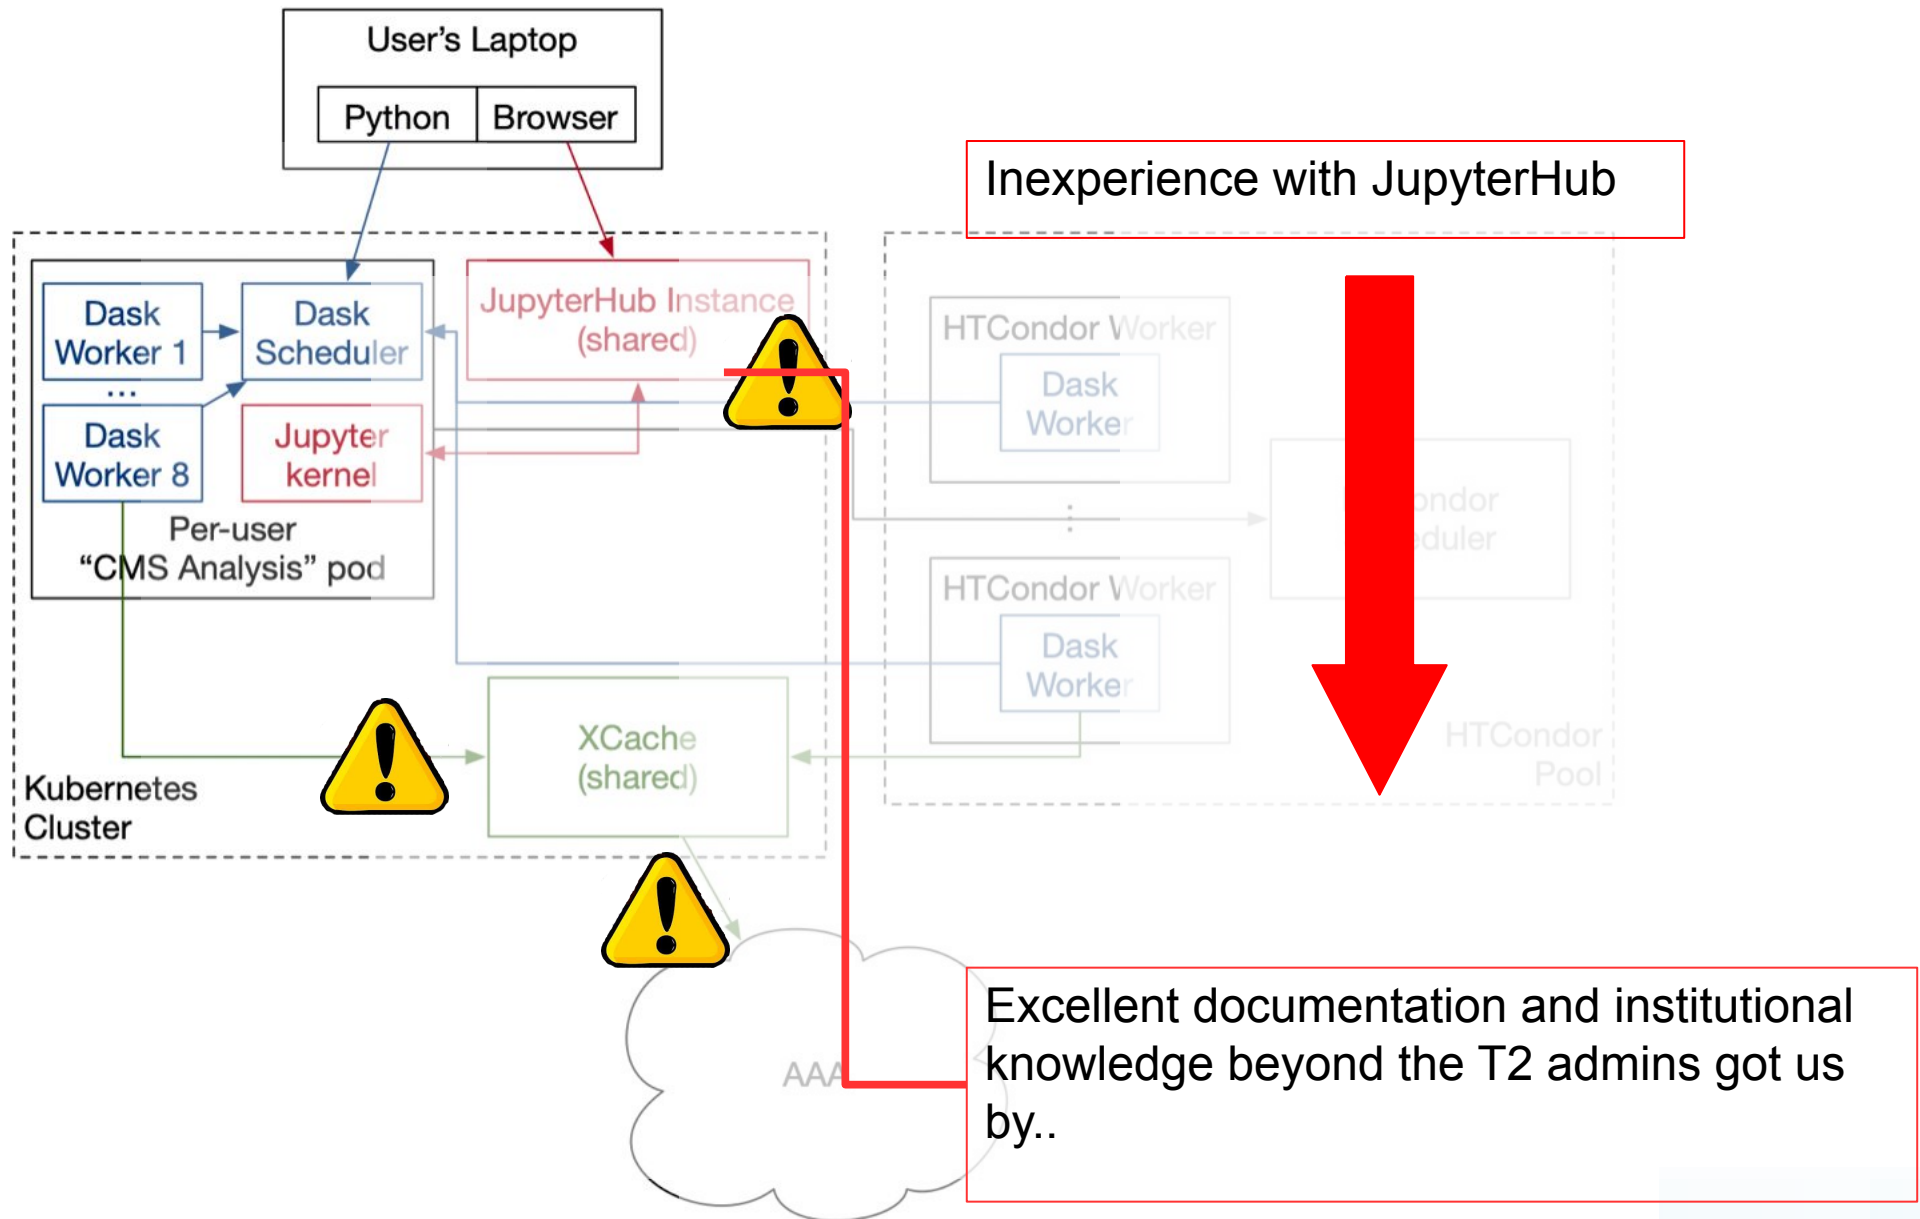 User's Laptop
Python
Browser
Inexperience with JupyterHub
Dask
Worker 1
...
Dask
Scheduler
JupyterHub Instance
(shared)
Dask
Worker 8
Jupyter
kernel
Per-user
“CMS Analysis” pod
HTCondor Worker
Dask
Worker
⋮
ondor
eduler
HTCondor Worker
Dask
Worker
HTCondor
Pool
XCache
(shared)
Kubernetes
Cluster
AAA
Excellent documentation and institutional
knowledge beyond the T2 admins got us
by..